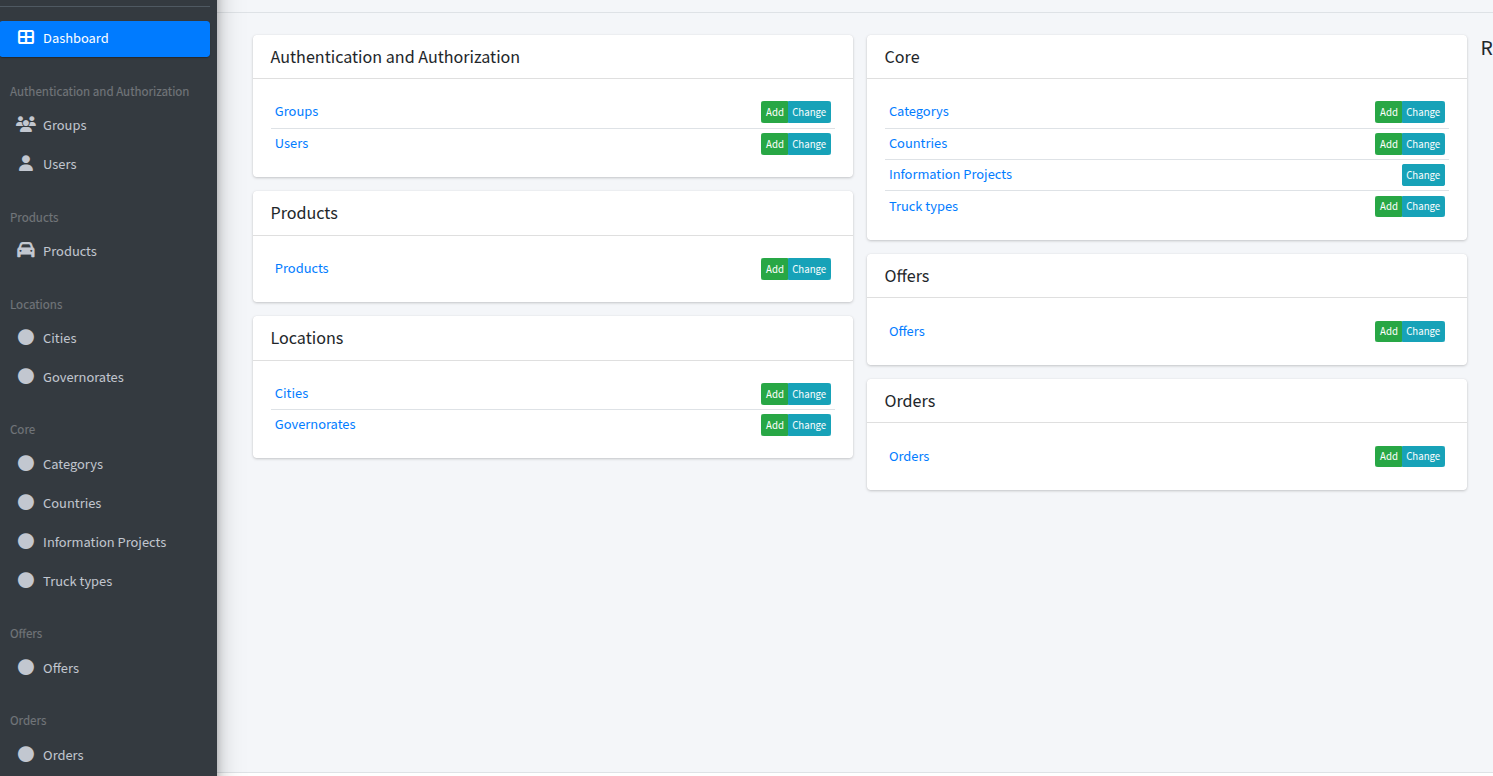 Dashboard
Authentication and Authorization
Groups
Users
Products
Products
Locations
Cities
Governorates
Core
Categorys
Countries
Information Projects
Truck types
Offers
Offers
Orders
Orders
Authentication and Authorization
Groups Add Change
Users Add Change
Products
Products Add Change
Locations
Cities Add Change
Governorates Add Change
Core
Categorys Add Change
Countries Add Change
Information Projects Change
Truck types Add Change
Offers
Offers Add Change
Orders
Orders Add Change
R